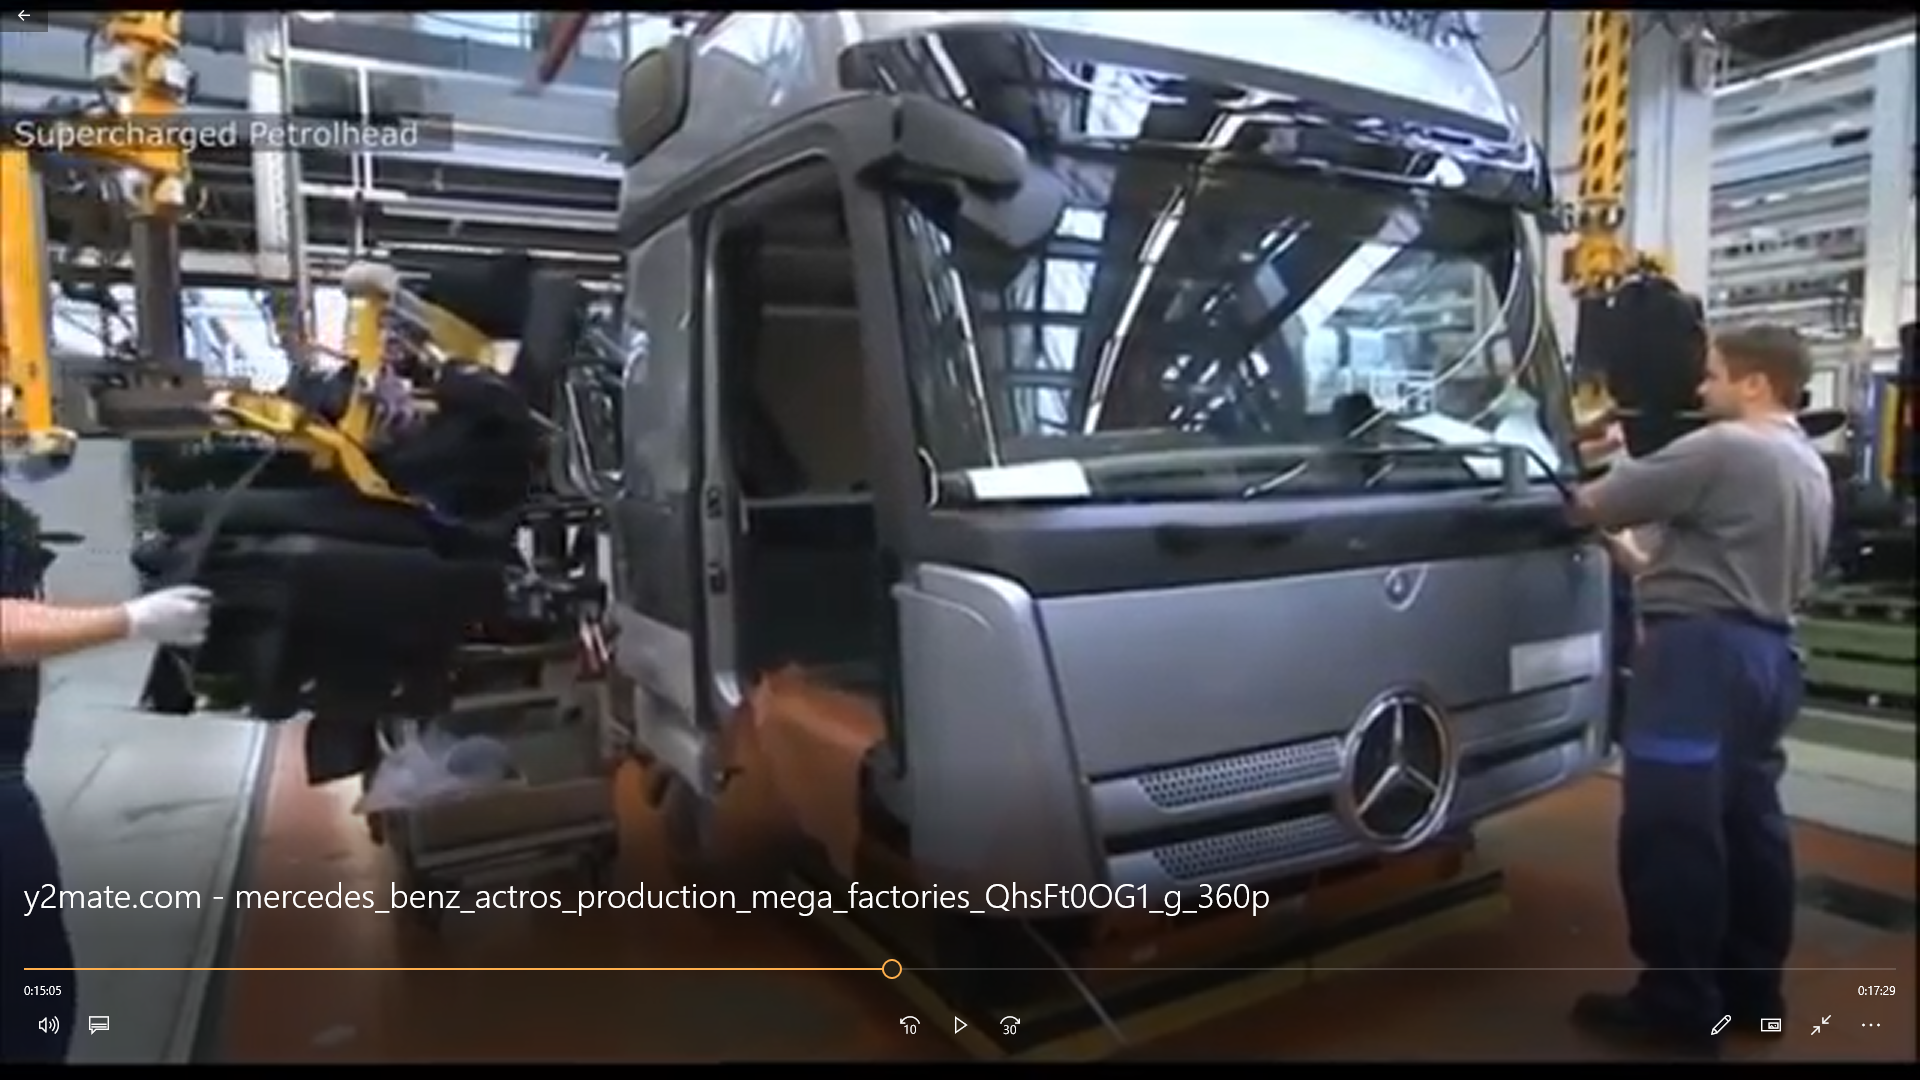 Supercharged Petrolhead
y2mate.com - mercedes_benz_actros_production_mega_factories_QhsFt0OG1_g_360p
0:15:05
0:17:29
10
30